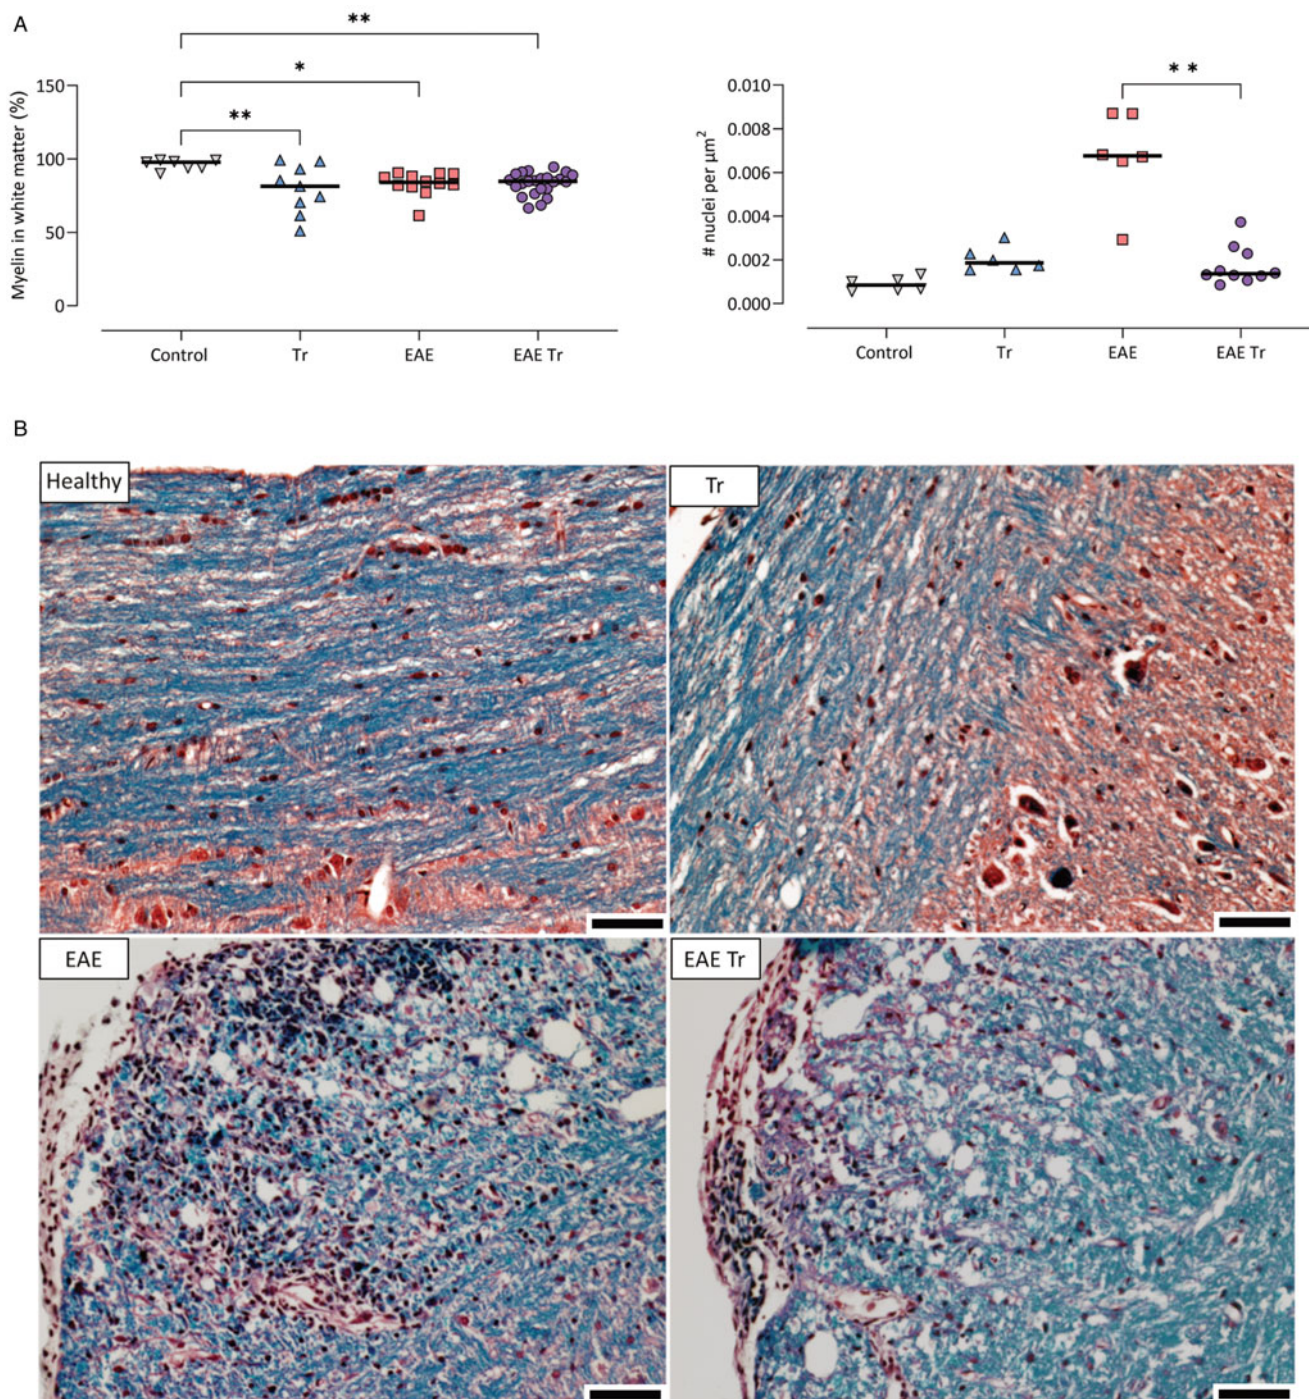 A
**
*
**
Myelin in white matter (%)
150
100
50
0
Control
Tr
EAE
EAE Tr
* *
# nuclei per µm²
0.010
0.008
0.006
0.004
0.002
0.000
Control
Tr
EAE
EAE Tr
B
Healthy
Tr
EAE
EAE Tr